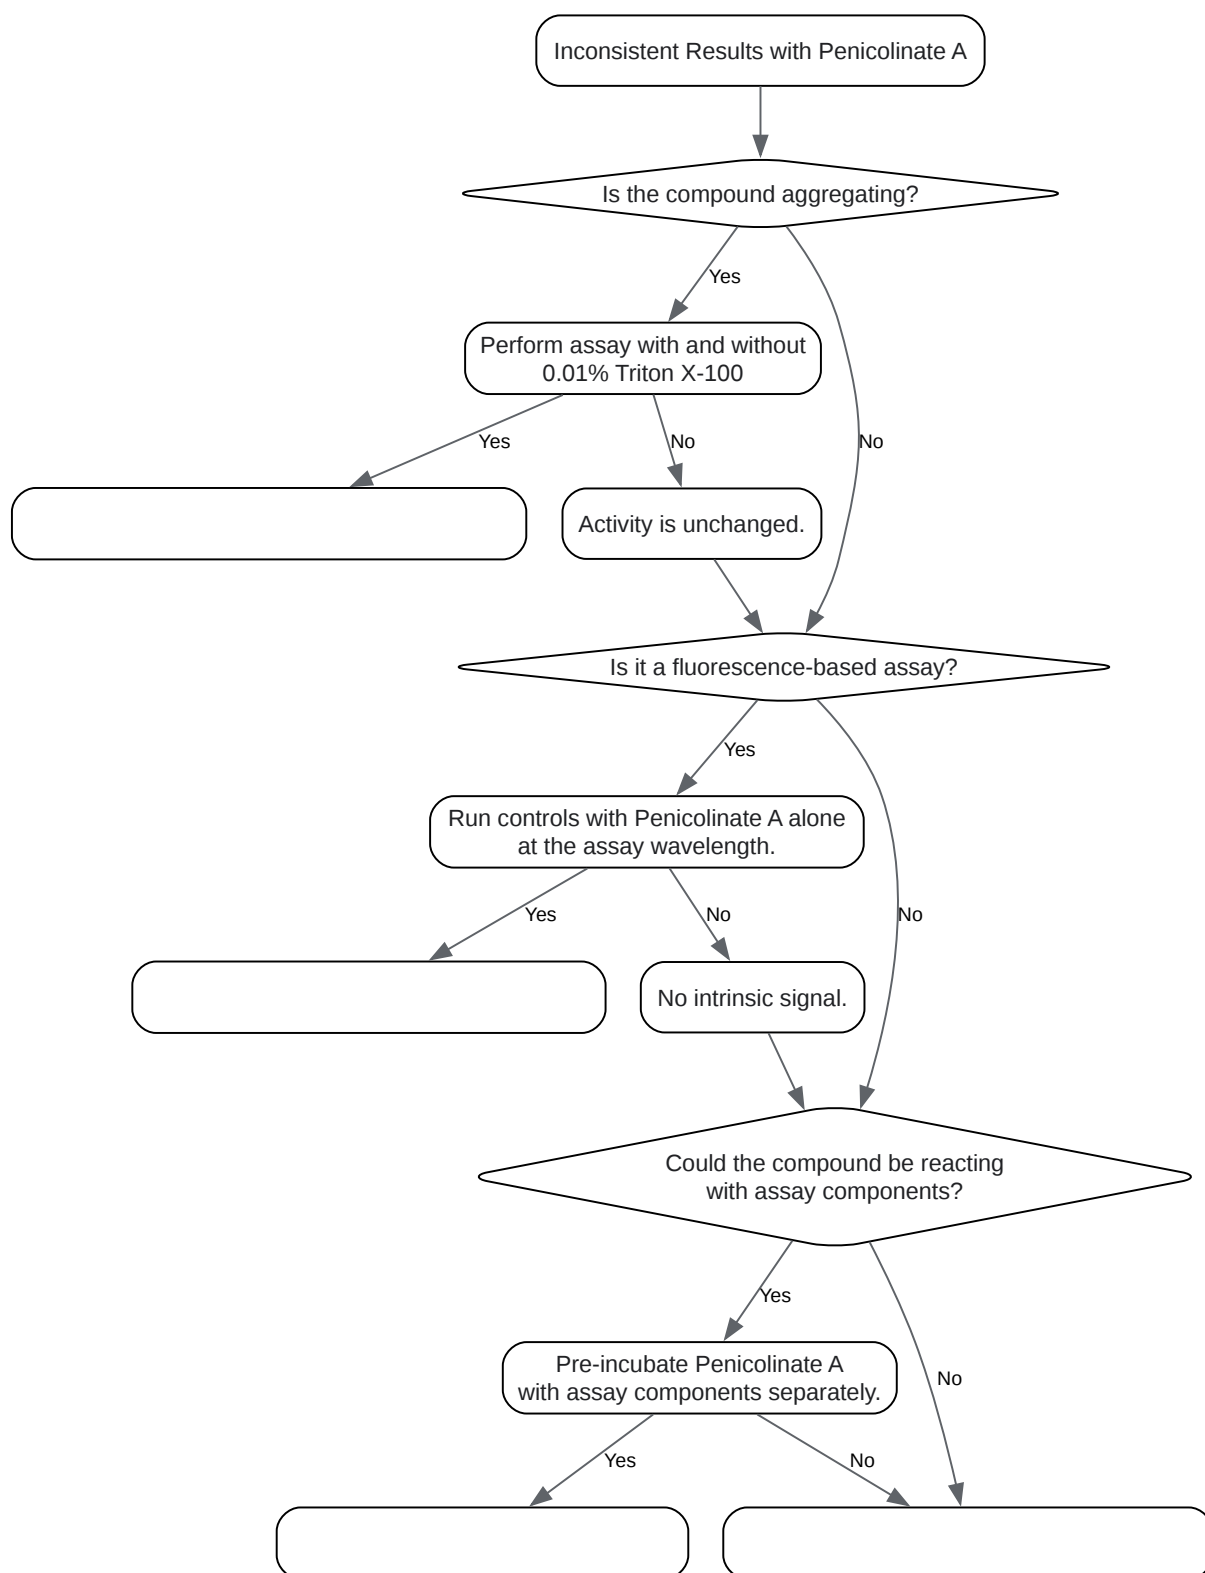 Inconsistent Results with Penicolinate A
Is the compound aggregating?
Yes
Perform assay with and without
0.01% Triton X-100
Yes
No
No
Activity is unchanged.
Is it a fluorescence-based assay?
Yes
Run controls with Penicolinate A alone
at the assay wavelength.
Yes
No
No
No intrinsic signal.
Could the compound be reacting
with assay components?
Yes
Pre-incubate Penicolinate A
with assay components separately.
No
Yes
No